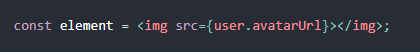 const element = <img src={user.avatarUrl}></img>;